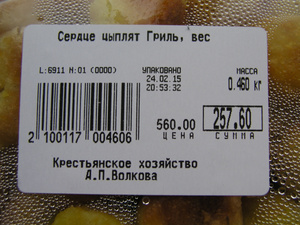 Сердце цыплят Гриль, вес
L:6911 Н:01 (0000)
УПАКОВАНО
24.02.15
20:53:32
МАССА
0.460 кг
2 100117 004606
560.00
ЦЕНА
257.60
СУММА
Крестьянское хозяйство
А.П.Волкова